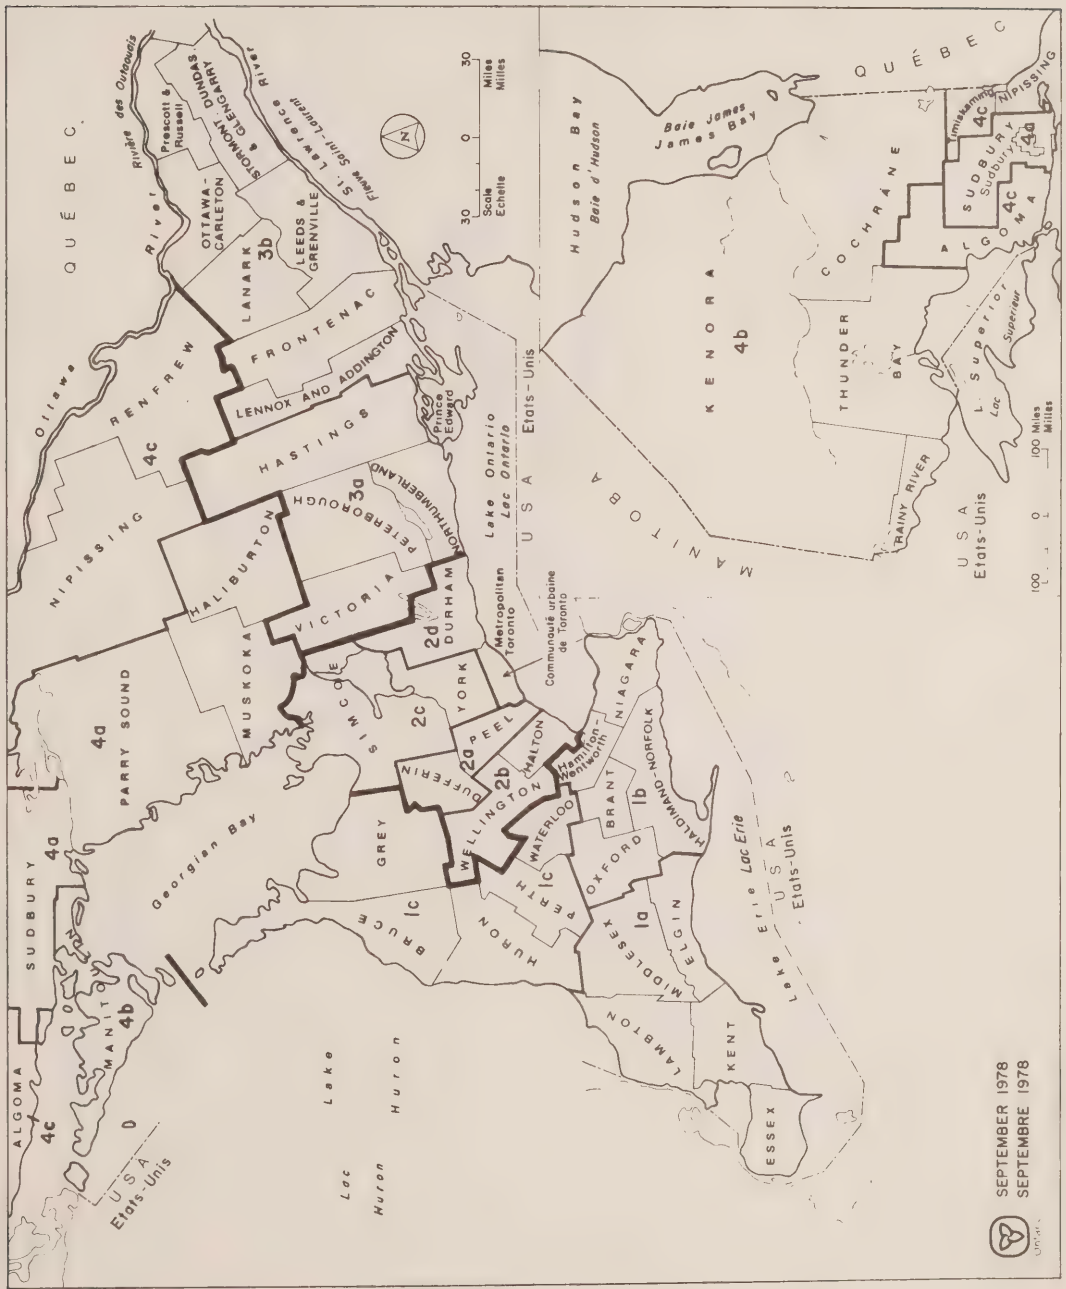 QUÉBEC
Rivière des Outaouais
Ottawa River
Prescott &
Russell
STORMONT, DUNDAS
& GLENGARRY
St. Lawrence River
Fleuve Saint-Laurent
OTTAWA-
CARLETON
LANARK
3b
LEEDS &
GRENVILLE
N
30 0 30
Scale Miles
Echelle Milles
RENFREW
4c
FRONTENAC
LENNOX AND ADDINGTON
HASTINGS
Prince
Edward
NIPISSING
HALIBURTON
PETERBOROUGH
3a
NORTHUMBERLAND
VICTORIA
Lake Ontario
Lac Ontario
USA Etats-Unis
4a
PARRY SOUND
MUSKOKA
SIMCOE
2c
2d
DURHAM
YORK
Metropolitan
Toronto
Communauté urbaine
de Toronto
PEEL
2a
DUFFERIN
2b
HALTON
WELLINGTON
Hamilton-
Wentworth
NIAGARA
HALDIMAND-NORFOLK
BRANT
1b
WATERLOO
OXFORD
PERTH
1c
GREY
BRUCE
1c
HURON
MIDDLESEX
1a
ELGIN
LAMBTON
KENT
ESSEX
Georgian Bay
SUDBURY
4a
MANITO
4b
ALGOMA
4c
USA
Etats-Unis
Lake
Huron
Lac
Huron
Lake Erie Lac Erie
USA
Etats-Unis
Hudson Bay
Baie d'Hudson
Baie James
James Bay
QUÉBEC
KENORA
4b
COCHRANE
Timiskaming
4c
NIPISSING
SUDBURY
Sudbury
4a
4c
ALGOMA
THUNDER
BAY
L. Superior
Lac Superieur
RAINY RIVER
MANITOBA
USA
Etats-Unis
100 0 100 Miles
Milles
SEPTEMBER 1978
SEPTEMBRE 1978